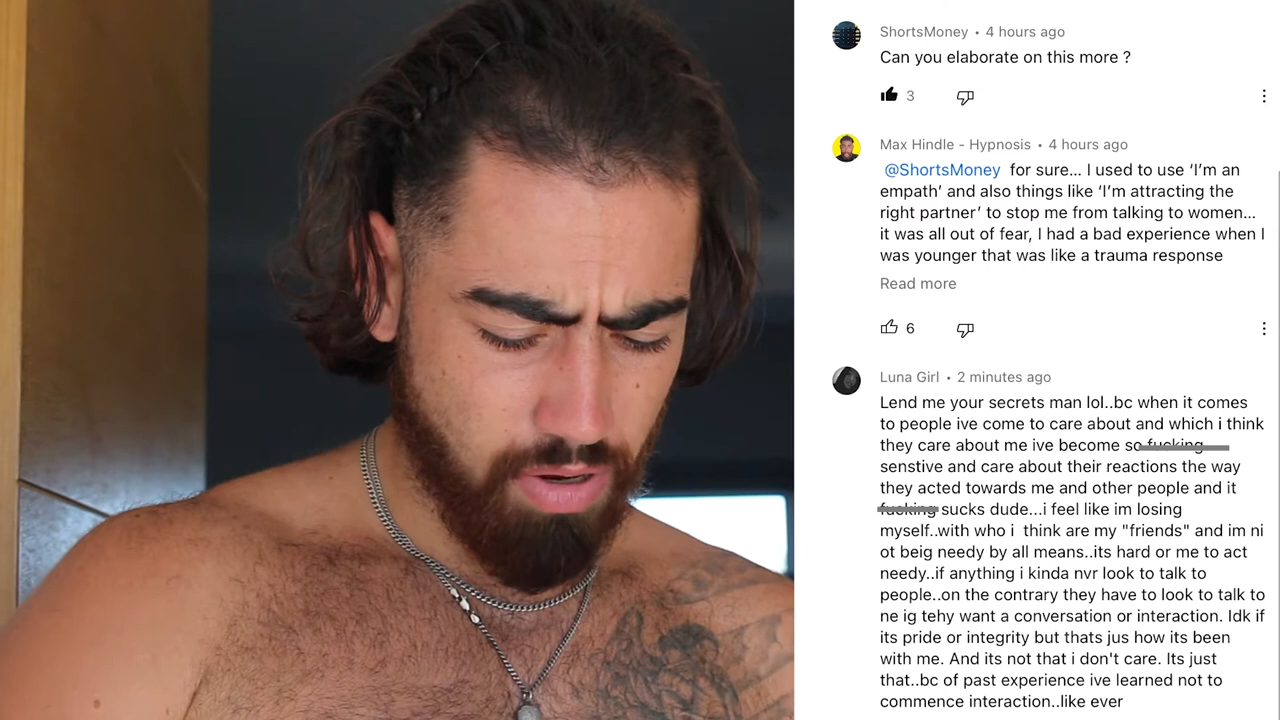 ShortsMoney • 4 hours ago
Can you elaborate on this more ?
3
Max Hindle - Hypnosis • 4 hours ago
@ShortsMoney for sure... I used to use ‘I’m an
empath’ and also things like ‘I’m attracting the
right partner’ to stop me from talking to women...
it was all out of fear, I had a bad experience when I
was younger that was like a trauma response
Read more
6
Luna Girl • 2 minutes ago
Lend me your secrets man lol..bc when it comes
to people ive come to care about and which i think
they care about me ive become so fucking
senstive and care about their reactions the way
they acted towards me and other people and it
fucking sucks dude...i feel like im losing
myself..with who i think are my "friends" and im ni
ot beig needy by all means..its hard or me to act
needy..if anything i kinda nvr look to talk to
people..on the contrary they have to look to talk to
ne ig tehy want a conversation or interaction. Idk if
its pride or integrity but thats jus how its been
with me. And its not that i don't care. Its just
that..bc of past experience ive learned not to
commence interaction..like ever